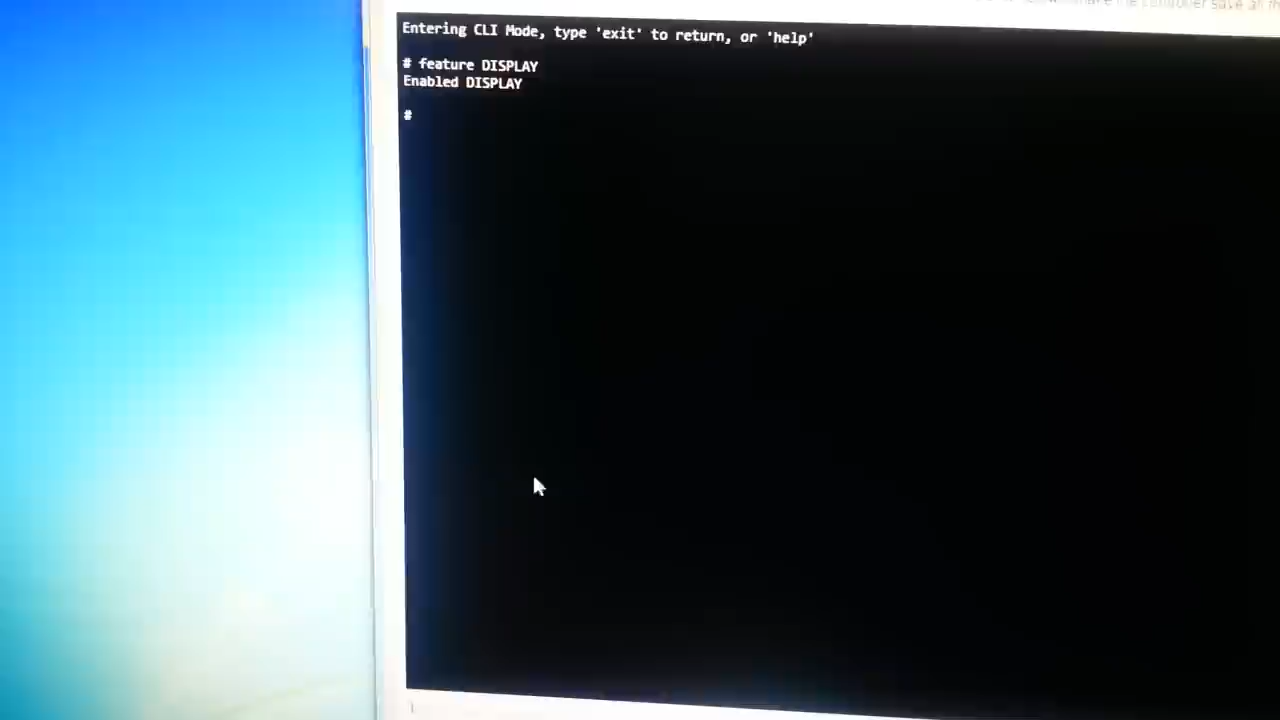 Entering CLI Mode, type 'exit' to return, or 'help'
# feature DISPLAY
Enabled DISPLAY
#